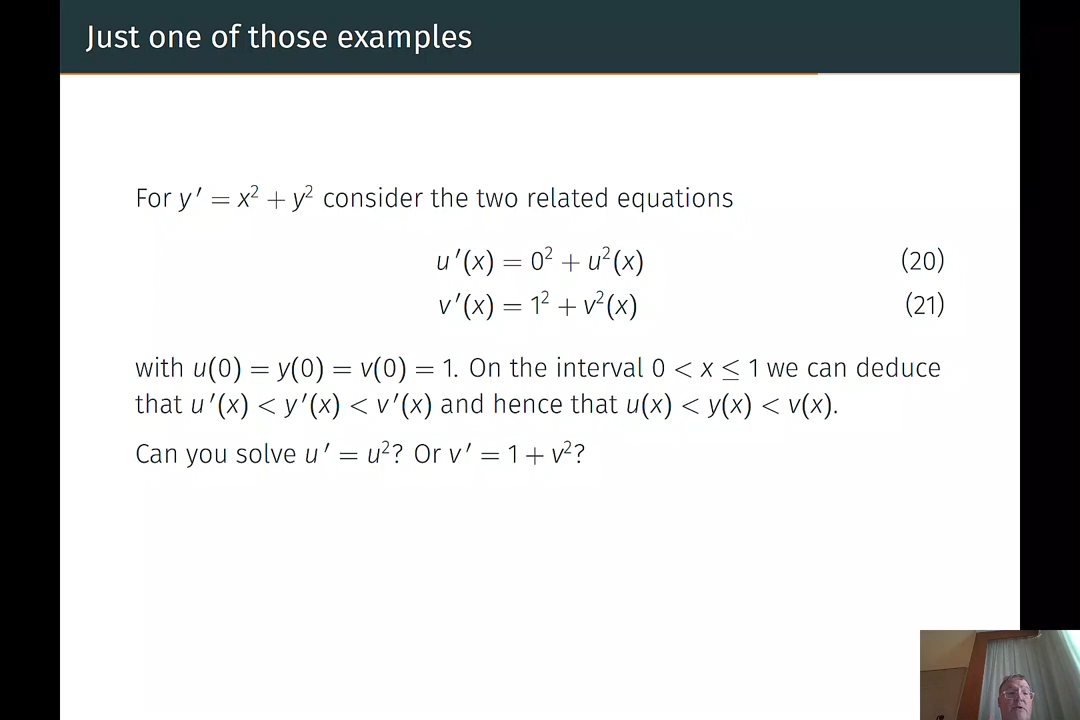 Just one of those examples
For y′ = x² + y² consider the two related equations
u′(x) = 0² + u²(x) (20)
v′(x) = 1² + v²(x) (21)
with u(0) = y(0) = v(0) = 1. On the interval 0 < x ≤ 1 we can deduce
that u′(x) < y′(x) < v′(x) and hence that u(x) < y(x) < v(x).
Can you solve u′ = u²? Or v′ = 1 + v²?